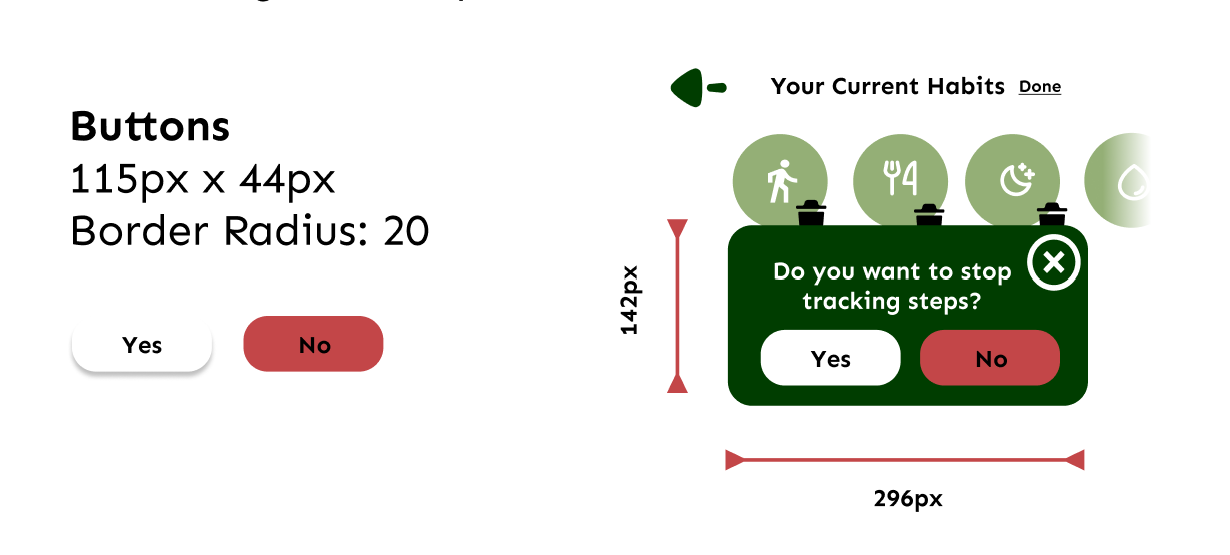 Buttons
115px x 44px
Border Radius: 20
Yes
No
Your Current Habits Done
142px
Do you want to stop
tracking steps?
Yes
No
296px